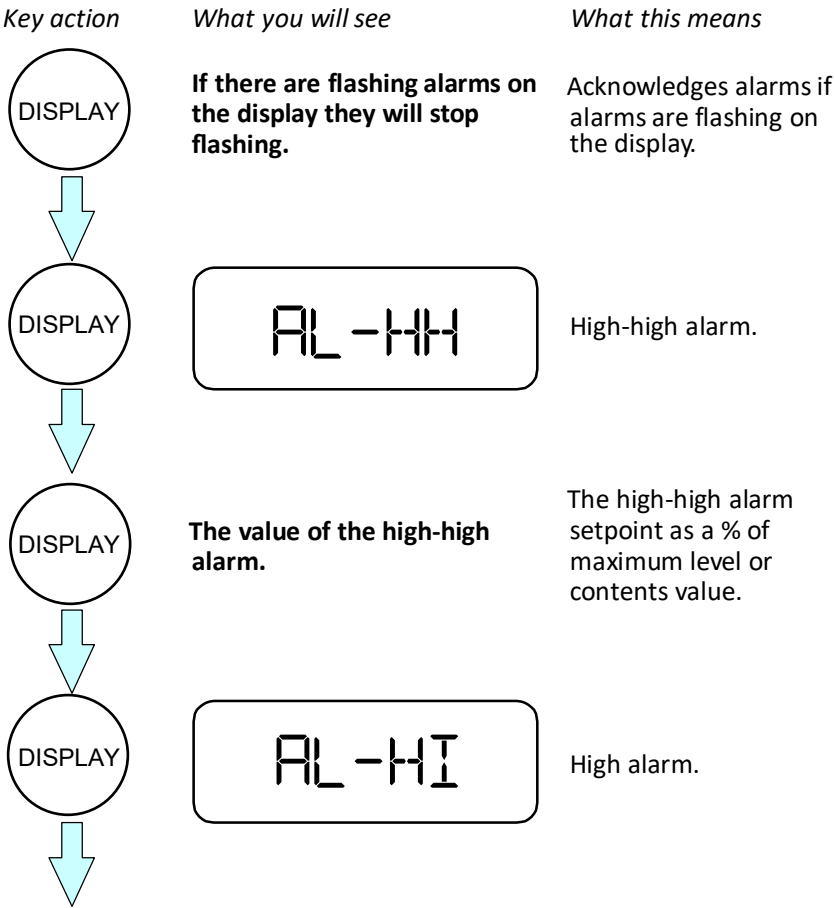 Key action What you will see What this means
DISPLAY
If there are flashing alarms on
the display they will stop
flashing.
Acknowledges alarms if
alarms are flashing on
the display.
DISPLAY
AL-HH
High-high alarm.
DISPLAY
The value of the high-high
alarm.
The high-high alarm
setpoint as a % of
maximum level or
contents value.
DISPLAY
AL-HI
High alarm.